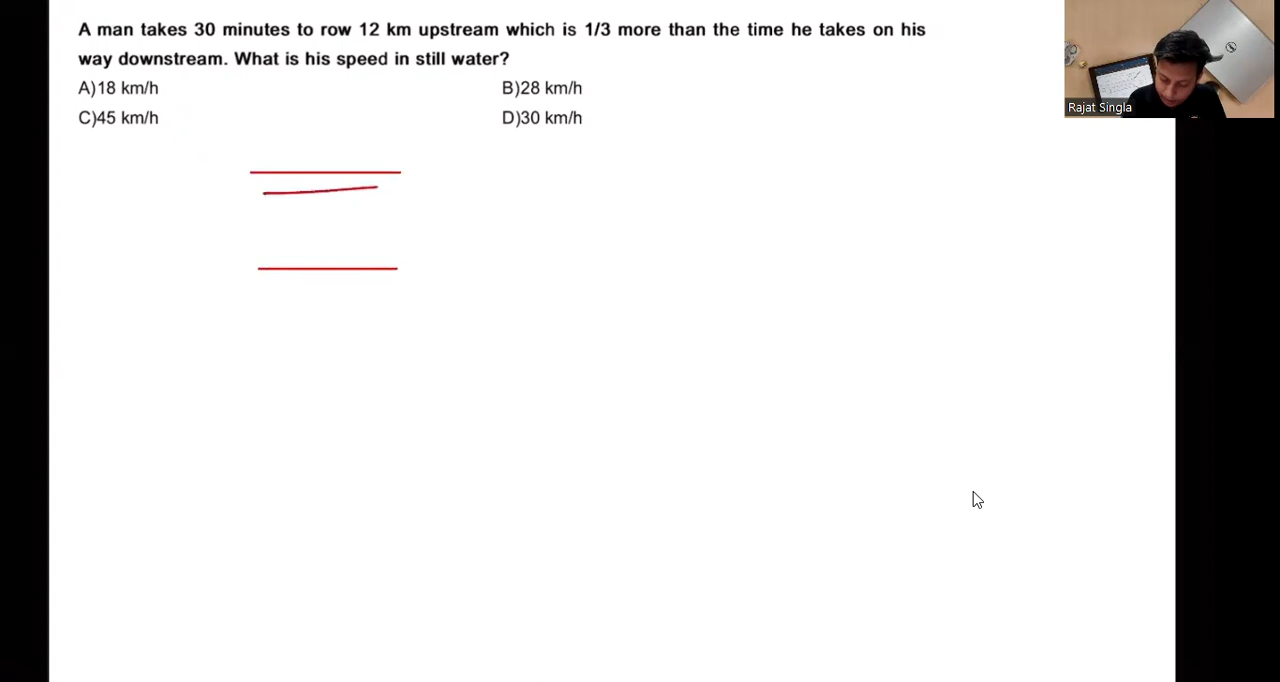 A man takes 30 minutes to row 12 km upstream which is 1/3 more than the time he takes on his
way downstream. What is his speed in still water?
A)18 km/h
B)28 km/h
C)45 km/h
D)30 km/h
Rajat Singla